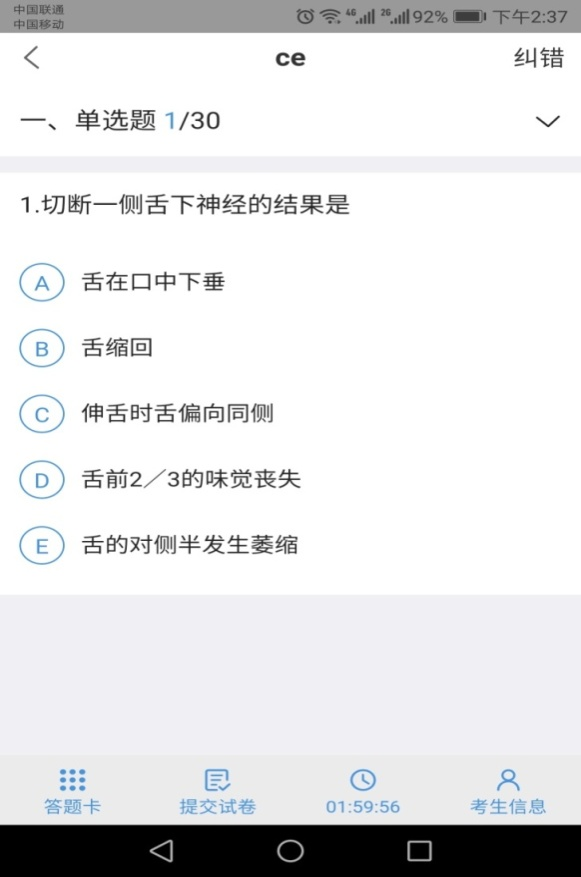 中国联通
中国移动
4G 2G 92% 下午2:37
ce 纠错
一、单选题 1/30
1.切断一侧舌下神经的结果是
A 舌在口中下垂
B 舌缩回
C 伸舌时舌偏向同侧
D 舌前2／3的味觉丧失
E 舌的对侧半发生萎缩
答题卡 提交试卷 01:59:56 考生信息